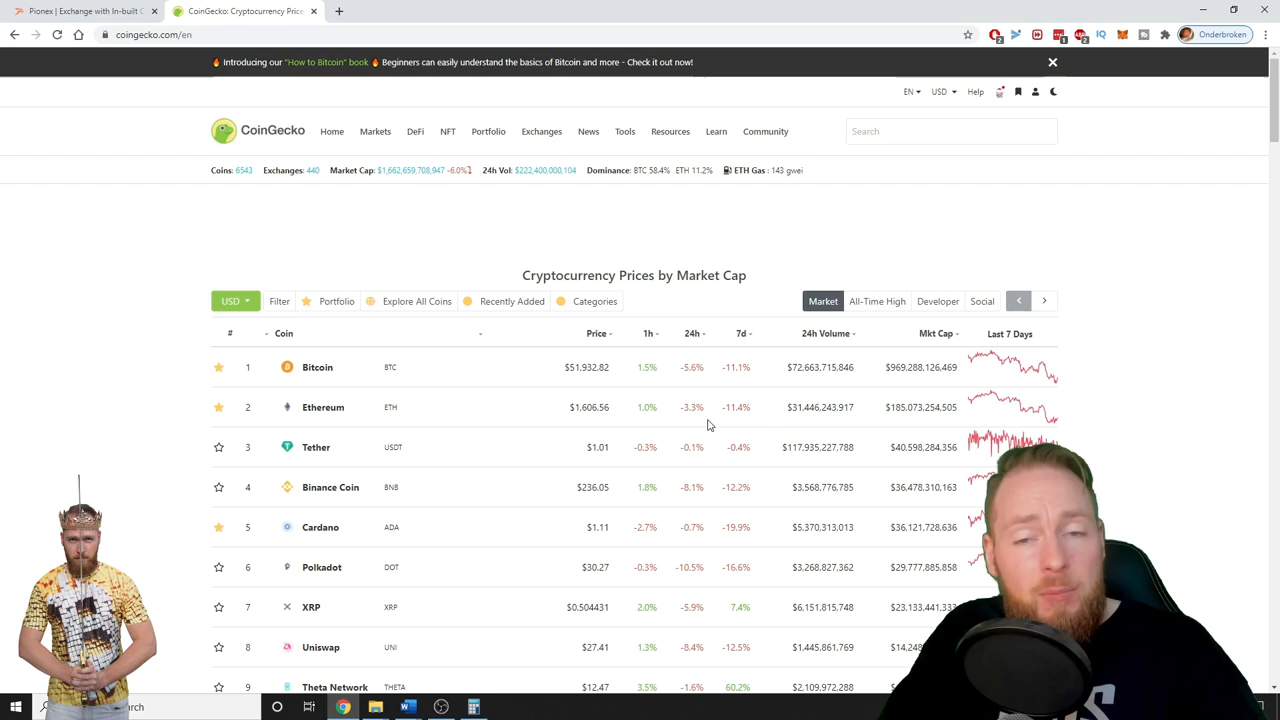 Pionex | Exchange with In-built C
CoinGecko: Cryptocurrency Price
coingecko.com/en
2
1
2
IQ
Onderbroken
Introducing our "How to Bitcoin" book Beginners can easily understand the basics of Bitcoin and more - Check it out now!
EN USD Help
CoinGecko Home Markets DeFi NFT Portfolio Exchanges News Tools Resources Learn Community Search
Coins: 6543 Exchanges: 440 Market Cap: $1,662,659,708,947 -6.0% 24h Vol: $222,400,000,104 Dominance: BTC 58.4% ETH 11.2% ETH Gas : 143 gwei
Cryptocurrency Prices by Market Cap
USD Filter Portfolio Explore All Coins Recently Added Categories Market All-Time High Developer Social
# Coin Price 1h 24h 7d 24h Volume Mkt Cap Last 7 Days
1 Bitcoin BTC $51,932.82 1.5% -5.6% -11.1% $72,663,715,846 $969,288,126,469
2 Ethereum ETH $1,606.56 1.0% -3.3% -11.4% $31,446,243,917 $185,073,254,505
3 Tether USDT $1.01 -0.3% -0.1% -0.4% $117,935,227,788 $40,598,284,356
4 Binance Coin BNB $236.05 1.8% -8.1% -12.2% $3,568,776,785 $36,478,310,163
5 Cardano ADA $1.11 -2.7% -0.7% -19.9% $5,370,313,013 $36,121,728,636
6 Polkadot DOT $30.27 -0.3% -10.5% -16.6% $3,268,827,362 $29,777,885,858
7 XRP XRP $0.504431 2.0% -5.9% 7.4% $6,151,815,748 $23,133,441,333
8 Uniswap UNI $27.41 1.3% -8.4% -12.5% $1,445,861,769 $14,248
9 Theta Network THETA $12.47 3.5% -1.6% 60.2% $2,109,972,288
rch